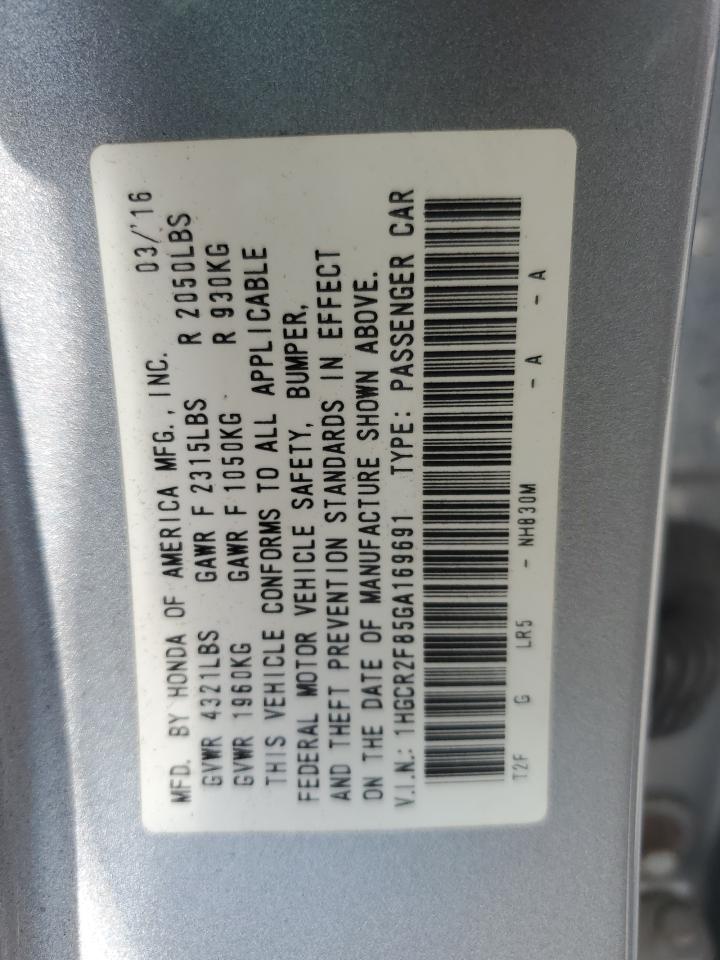 MFD. BY HONDA OF AMERICA MFG., INC. 03/'16
GVWR 4321LBS GAWR F 2315LBS R 2050LBS
GVWR 1960KG GAWR F 1050KG R 930KG
THIS VEHICLE CONFORMS TO ALL APPLICABLE
FEDERAL MOTOR VEHICLE SAFETY, BUMPER,
AND THEFT PREVENTION STANDARDS IN EFFECT
ON THE DATE OF MANUFACTURE SHOWN ABOVE.
V.I.N.: 1HGCR2F85GA169691 TYPE: PASSENGER CAR
T2F G LR5 - NH830M - A - A